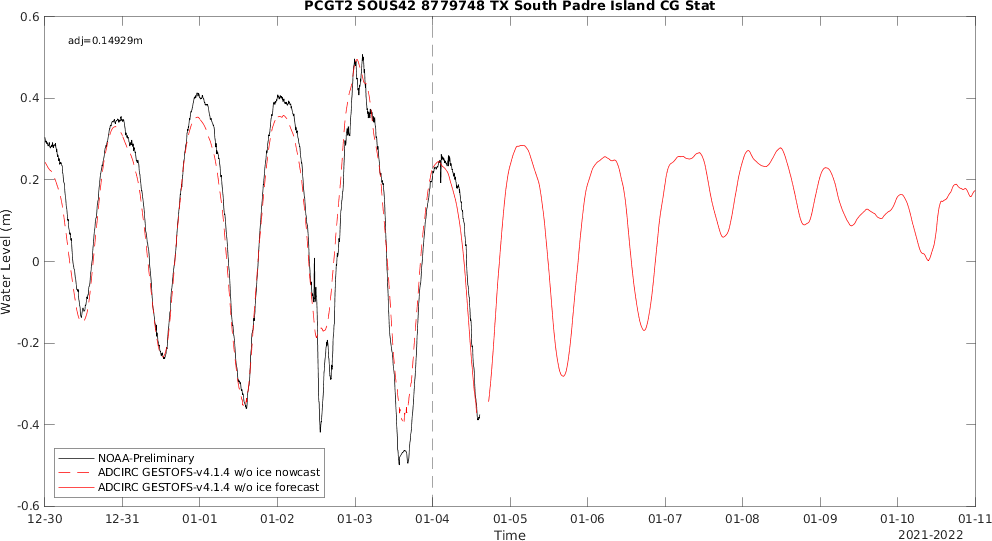 PCGT2 SOUS42 8779748 TX South Padre Island CG Stat
adj=0.14929m
0.6
0.4
0.2
0
-0.2
-0.4
-0.6
Water Level (m)
NOAA-Preliminary
ADCIRC GESTOFS-v4.1.4 w/o ice nowcast
ADCIRC GESTOFS-v4.1.4 w/o ice forecast
12-30 12-31 01-01 01-02 01-03 01-04 01-05 01-06 01-07 01-08 01-09 01-10 01-11
Time
2021-2022